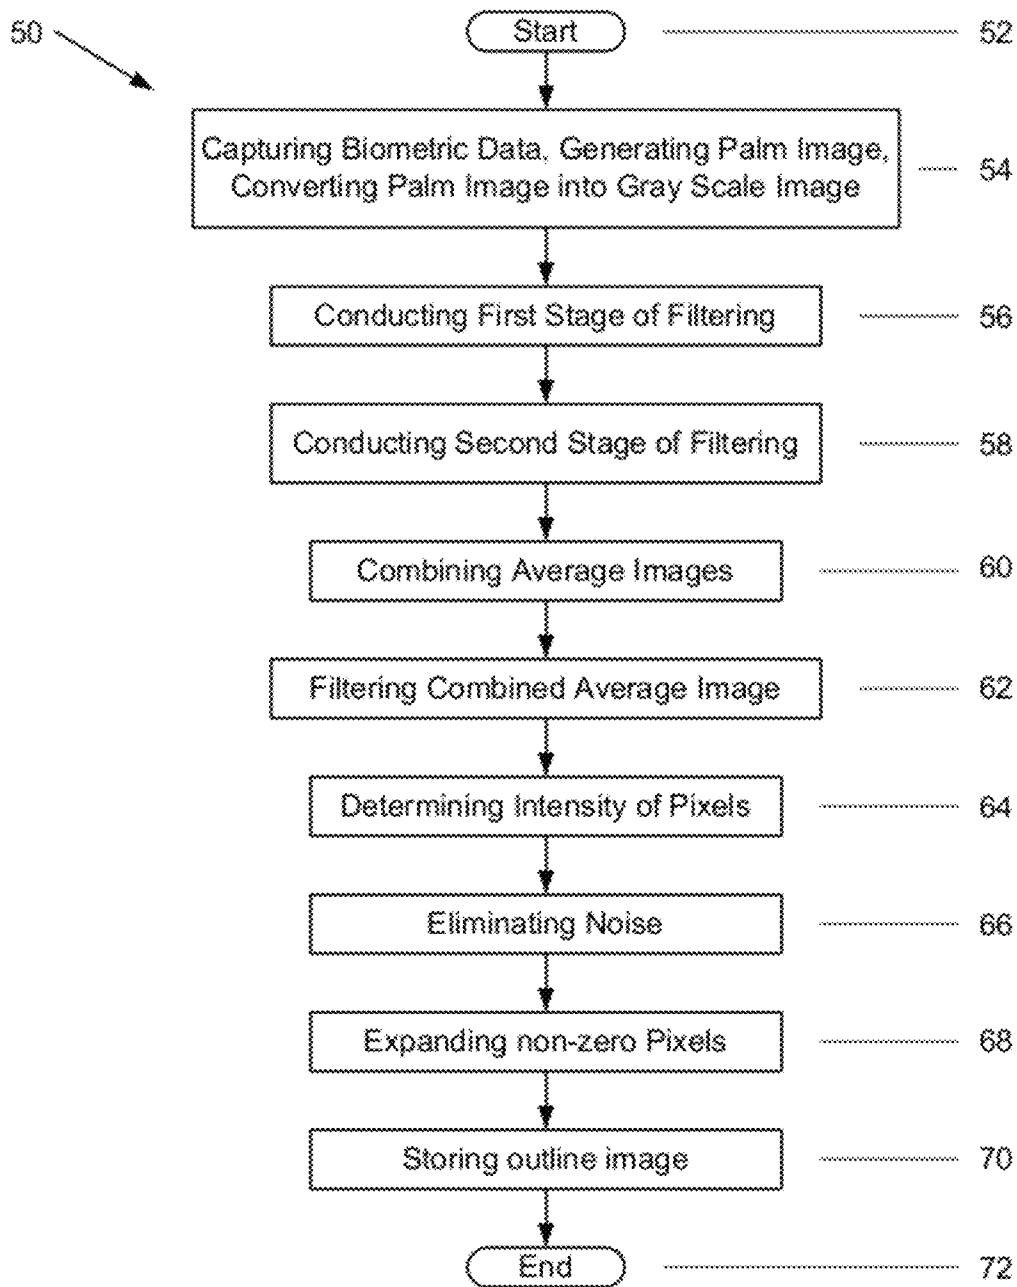 50
Start 52
Capturing Biometric Data, Generating Palm Image,
Converting Palm Image into Gray Scale Image 54
Conducting First Stage of Filtering 56
Conducting Second Stage of Filtering 58
Combining Average Images 60
Filtering Combined Average Image 62
Determining Intensity of Pixels 64
Eliminating Noise 66
Expanding non-zero Pixels 68
Storing outline image 70
End 72